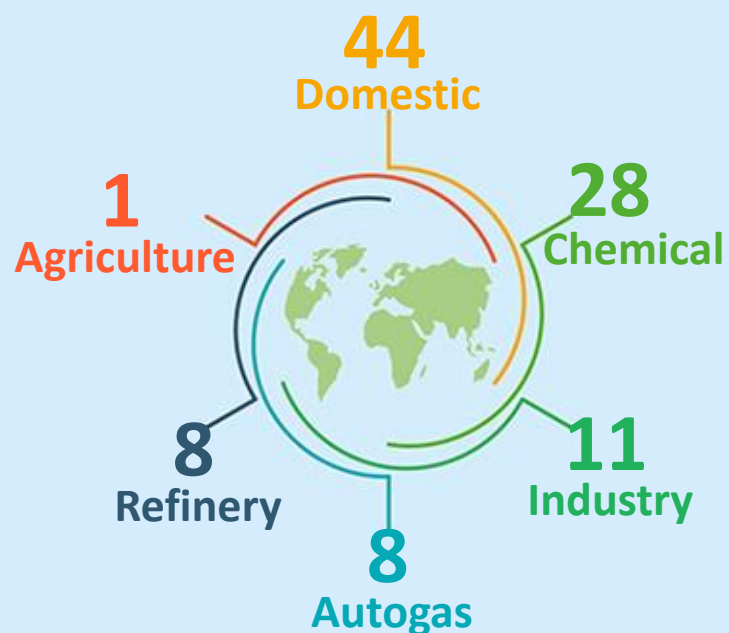 44
Domestic
28
Chemical
11
Industry
8
Autogas
8
Refinery
1
Agriculture